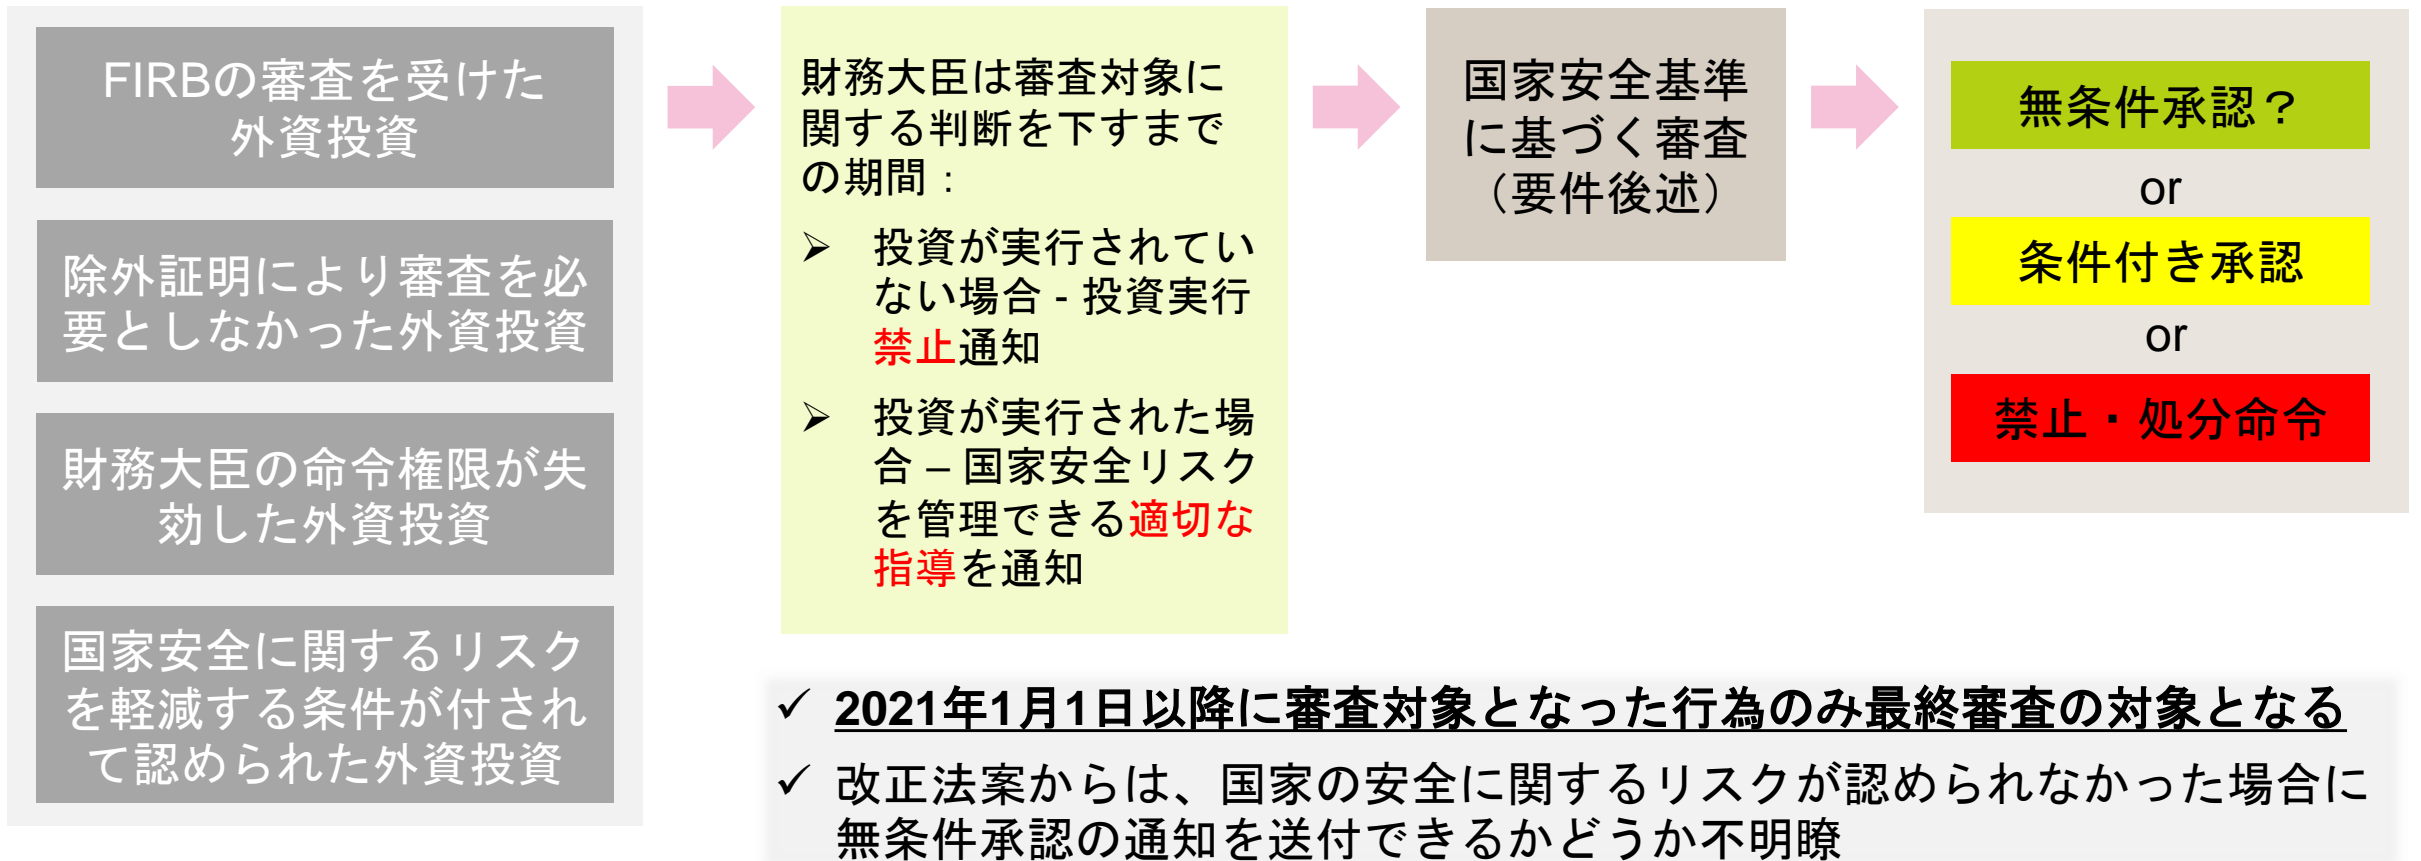 FIRBの審査を受けた
外資投資
除外証明により審査を必
要としなかった外資投資
財務大臣の命令権限が失
効した外資投資
国家安全に関するリスク
を軽減する条件が付され
て認められた外資投資
財務大臣は審査対象に
関する判断を下すまで
の期間：
➢ 投資が実行されてい
ない場合 - 投資実行
禁止通知
➢ 投資が実行された場
合 – 国家安全リスク
を管理できる適切な
指導を通知
国家安全基準
に基づく審査
（要件後述）
無条件承認？
or
条件付き承認
or
禁止・処分命令
✓ 2021年1月1日以降に審査対象となった行為のみ最終審査の対象となる
✓ 改正法案からは、国家の安全に関するリスクが認められなかった場合に
無条件承認の通知を送付できるかどうか不明瞭